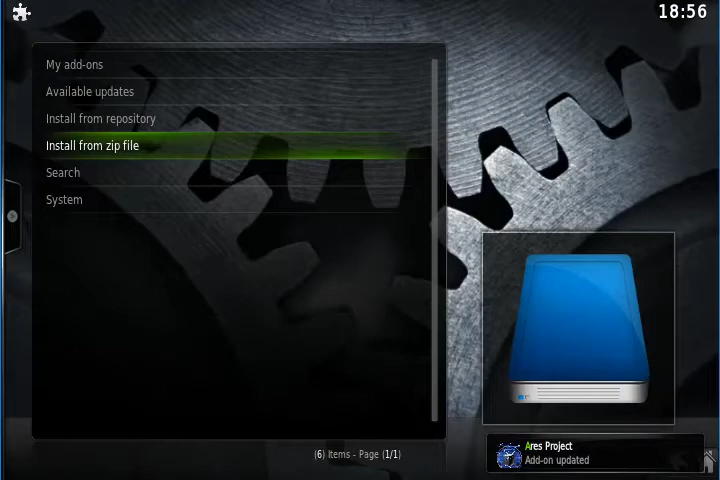 18:56
My add-ons
Available updates
Install from repository
Install from zip file
Search
System
(6) Items - Page (1/1)
Ares Project
Add-on updated